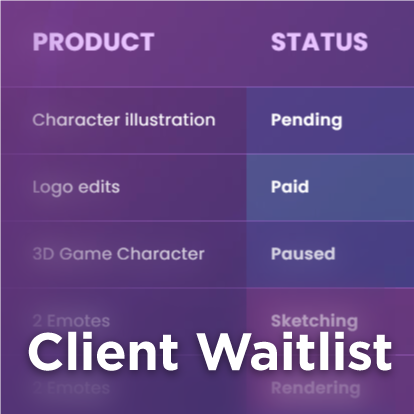 PRODUCT STATUS
Character illustration Pending
Logo edits Paid
3D Game Character Paused
2 Emotes Sketching
Client Waitlist
2 Emotes Rendering